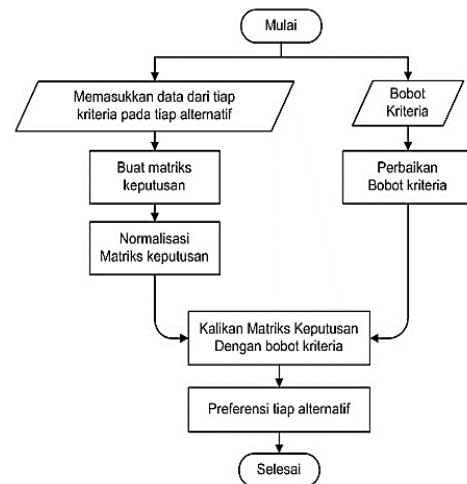 Mulai
Memasukkan data dari tiap
kriteria pada tiap alternatif
Bobot
Kriteria
Buat matriks
keputusan
Perbaikan
Bobot kriteria
Normalisasi
Matriks keputusan
Kalikan Matriks Keputusan
Dengan bobot kriteria
Preferensi tiap alternatif
Selesai